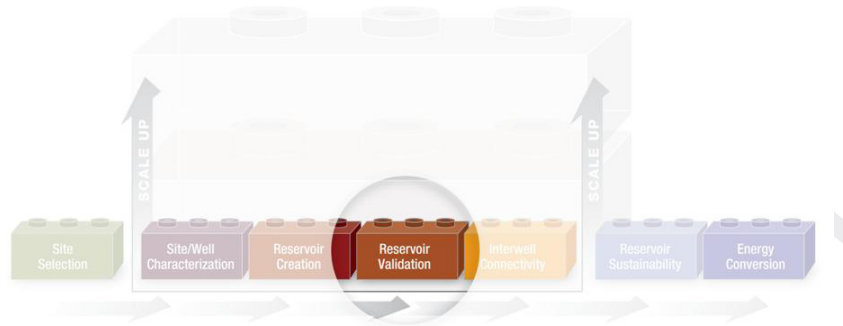 SCALE UP
SCALE UP
Site
Selection
Site/Well
Characterization
Reservoir
Creation
Reservoir
Validation
Interwell
Connectivity
Reservoir
Sustainability
Energy
Conversion